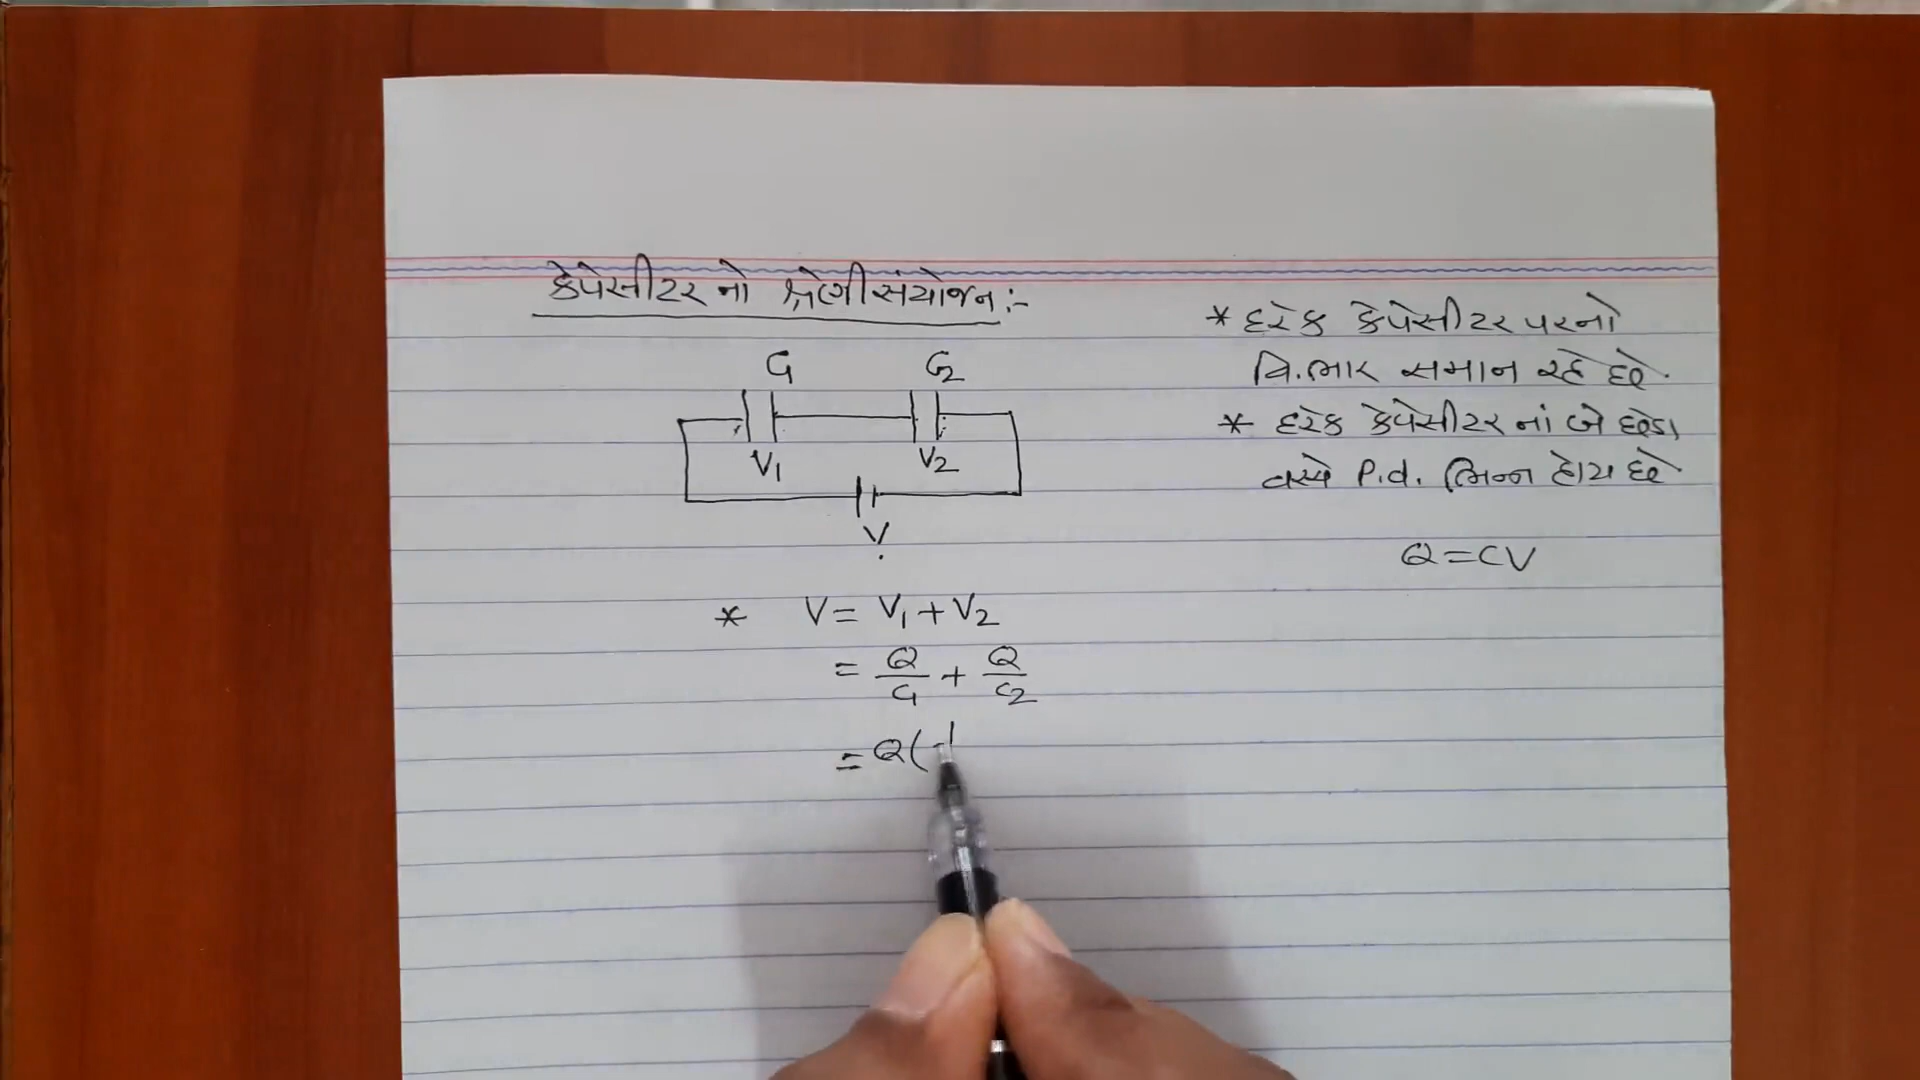 કેપેસીટર નો શ્રેણી સંયોજન :-
C1 C2
V1 V2
V
* V = V1 + V2
= Q/C1 + Q/C2
= Q(1
* દરેક કેપેસીટર પરનો
વિ.ભાર સમાન રહે છે.
* દરેક કેપેસીટર નાં બે છેડા
વચ્ચે P.d. ભિન્ન હોય છે.
Q = CV